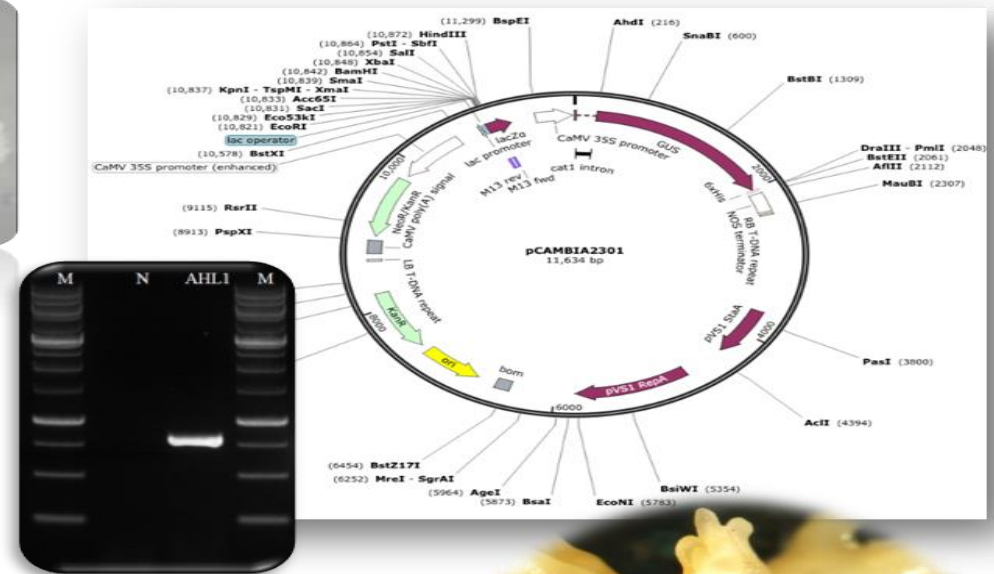 (11,299) BspEI
(10,872) HindIII
(10,864) PstI - SbfI
(10,854) SalI
(10,848) XbaI
(10,842) BamHI
(10,839) SmaI
(10,837) KpnI - TspMI - XmaI
(10,833) Acc65I
(10,831) SacI
(10,829) Eco53kI
(10,821) EcoRI
lac operator
(10,578) BstXI
CaMV 35S promoter (enhanced)
(9115) RsrII
(8913) PspXI
AhdI (216)
SnaBI (600)
BstBI (1309)
DraIII - PmlI (2048)
BstEII (2061)
AflII (2112)
MauBI (2307)
PasI (3800)
AclI (4394)
BsiWI (5354)
EcoNI (5783)
(5873) BsaI
(5964) AgeI
(6252) MreI - SgrAI
(6454) BstZ17I
lacZα
lac promoter
M13 rev
M13 fwd
CaMV 35S promoter
GUS
cat1 intron
6xHis
NOS terminator
RB T-DNA repeat
pVS1 StaA
pVS1 RepA
bom
ori
KanR
LB T-DNA repeat
CaMV poly(A) signal
NeoR/KanR
2000
4000
6000
8000
10,000
pCAMBIA2301
11,634 bp
M N AHL1 M